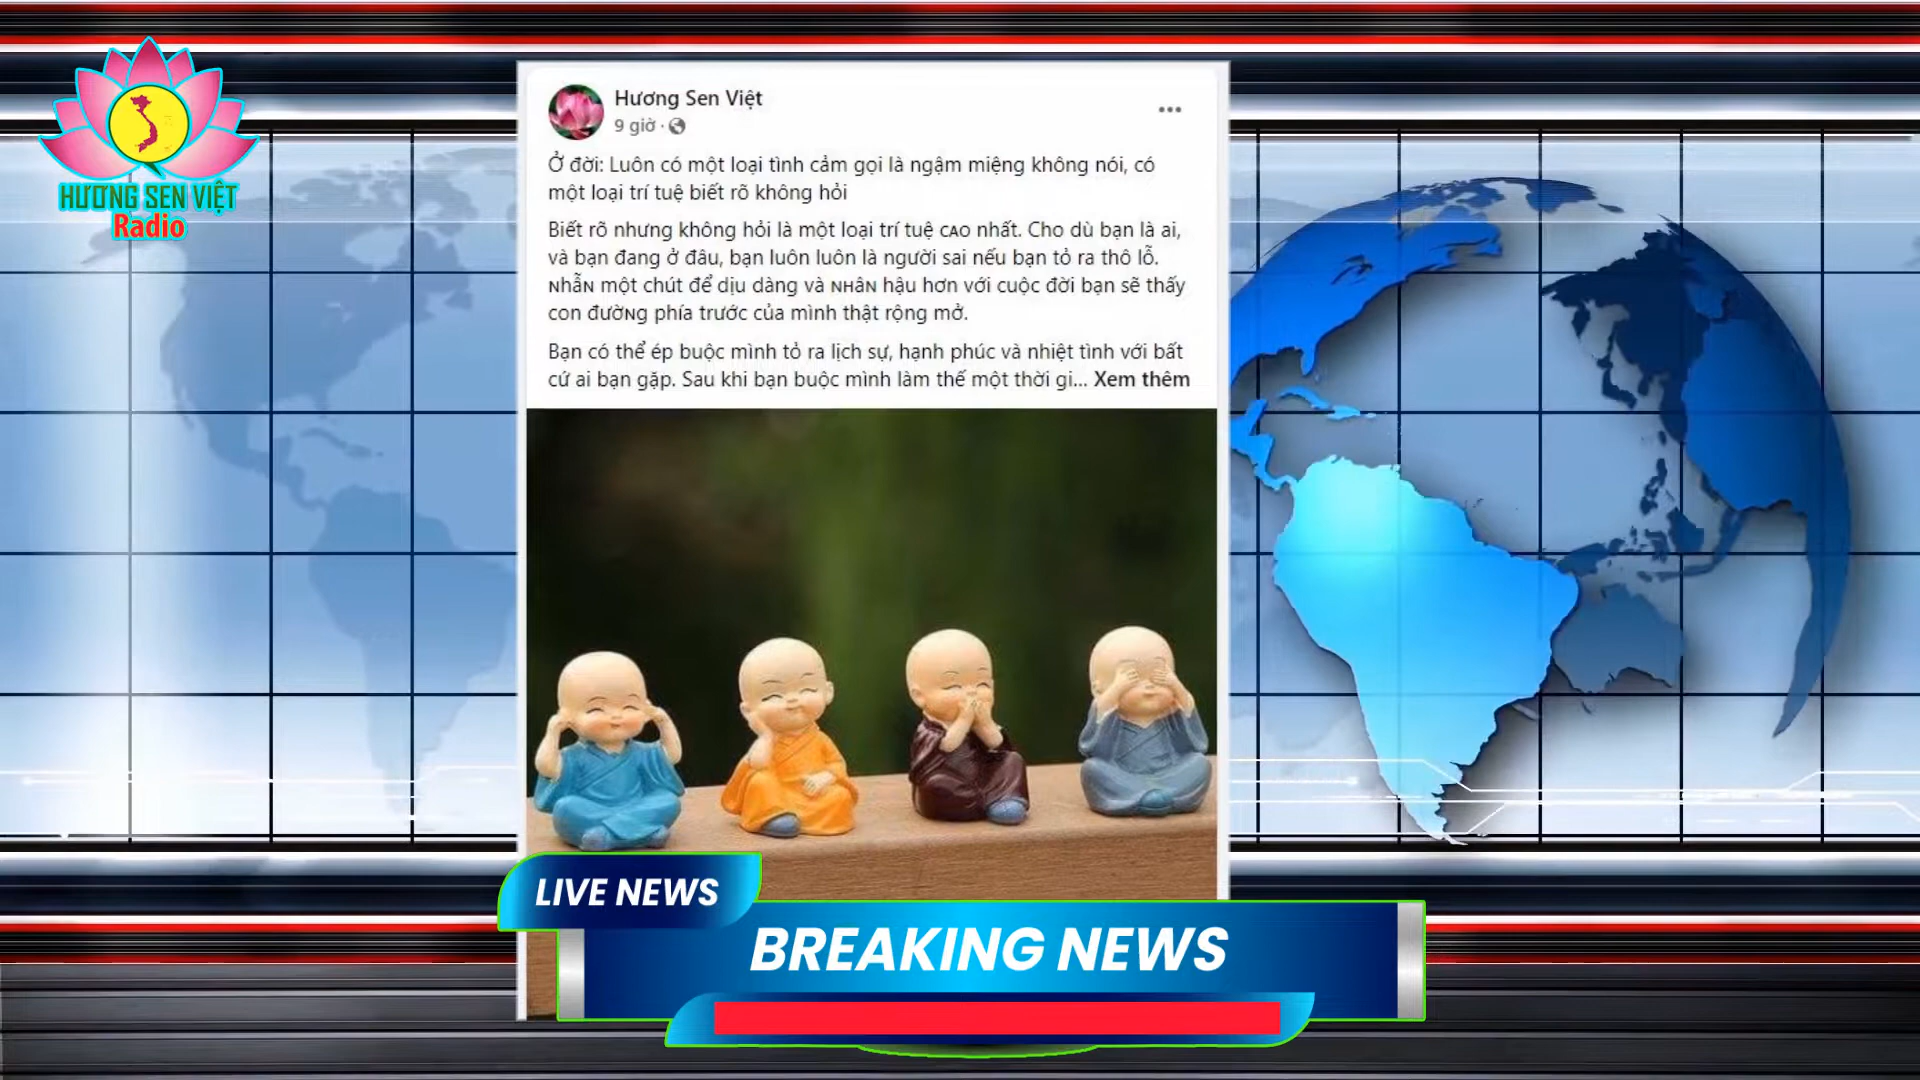 HƯƠNG SEN VIỆT
Radio
Hương Sen Việt
9 giờ ·
Ở đời: Luôn có một loại tình cảm gọi là ngậm miệng không nói, có
một loại trí tuệ biết rõ không hỏi
Biết rõ nhưng không hỏi là một loại trí tuệ ᴄᴀᴏ nhất. Cho dù bạn là ai,
và bạn đang ở đâu, bạn luôn luôn là người sai nếu bạn tỏ ra thô lỗ.
ɴhẫɴ một chút để dịu dàng và ɴʜâɴ hậu hơn với cuộc đời bạn sẽ thấy
con đườɴg phía trước của mình thật rộng mở.
Bạn có thể ép buộc mình tỏ ra lịch sự, hạnh phúc và nhiệt tình với bất
cứ ai bạn gặp. Sau khi bạn buộc mình làm thế một thời gi... Xem thêm
LIVE NEWS
BREAKING NEWS